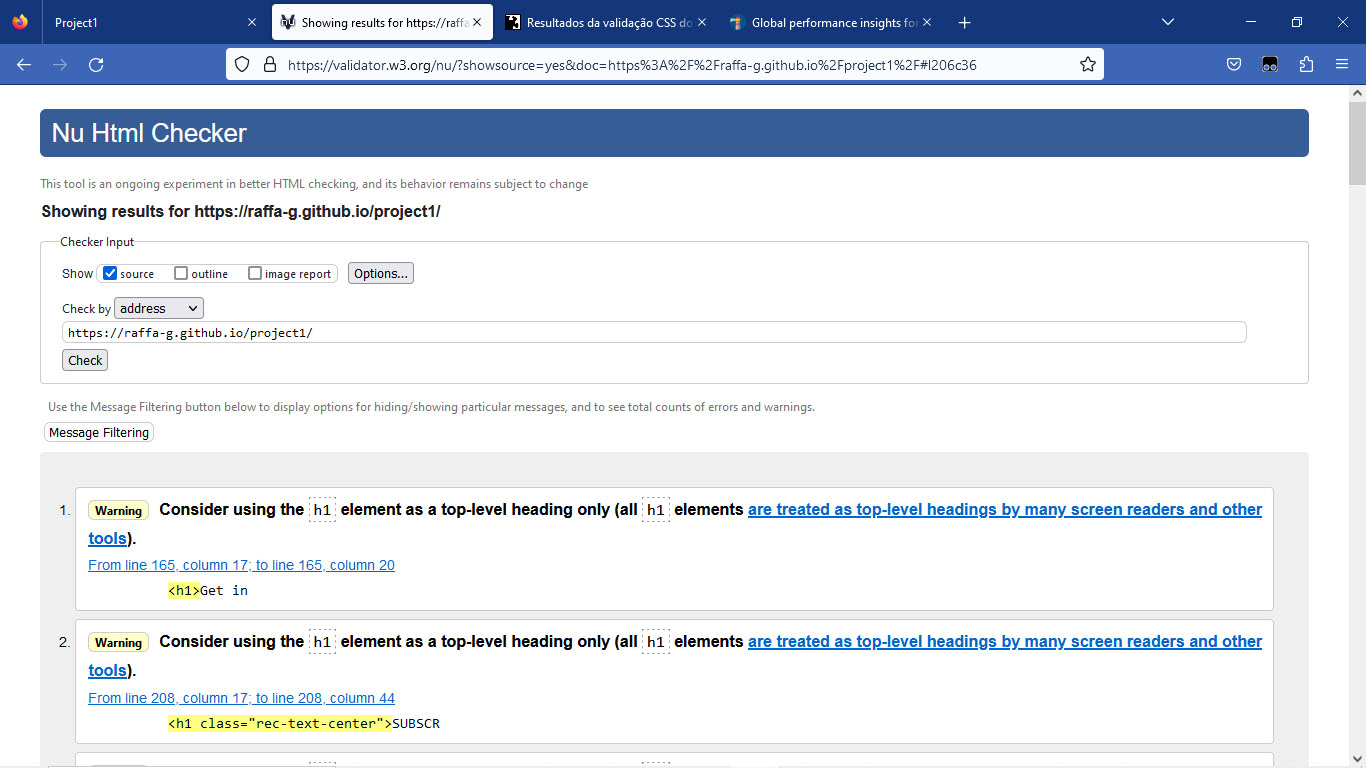 Project1
Showing results for https://raffa
Resultados da validação CSS do
Global performance insights for
https://validator.w3.org/nu/?showsource=yes&doc=https%3A%2F%2Fraffa-g.github.io%2Fproject1%2F#l206c36
Nu Html Checker
This tool is an ongoing experiment in better HTML checking, and its behavior remains subject to change
Showing results for https://raffa-g.github.io/project1/
Checker Input
Show source outline image report Options...
Check by address
https://raffa-g.github.io/project1/
Check
Use the Message Filtering button below to display options for hiding/showing particular messages, and to see total counts of errors and warnings.
Message Filtering
1. Warning Consider using the h1 element as a top-level heading only (all h1 elements are treated as top-level headings by many screen readers and other
tools).
From line 165, column 17; to line 165, column 20
<h1>Get in
2. Warning Consider using the h1 element as a top-level heading only (all h1 elements are treated as top-level headings by many screen readers and other
tools).
From line 208, column 17; to line 208, column 44
<h1 class="rec-text-center">SUBSCR